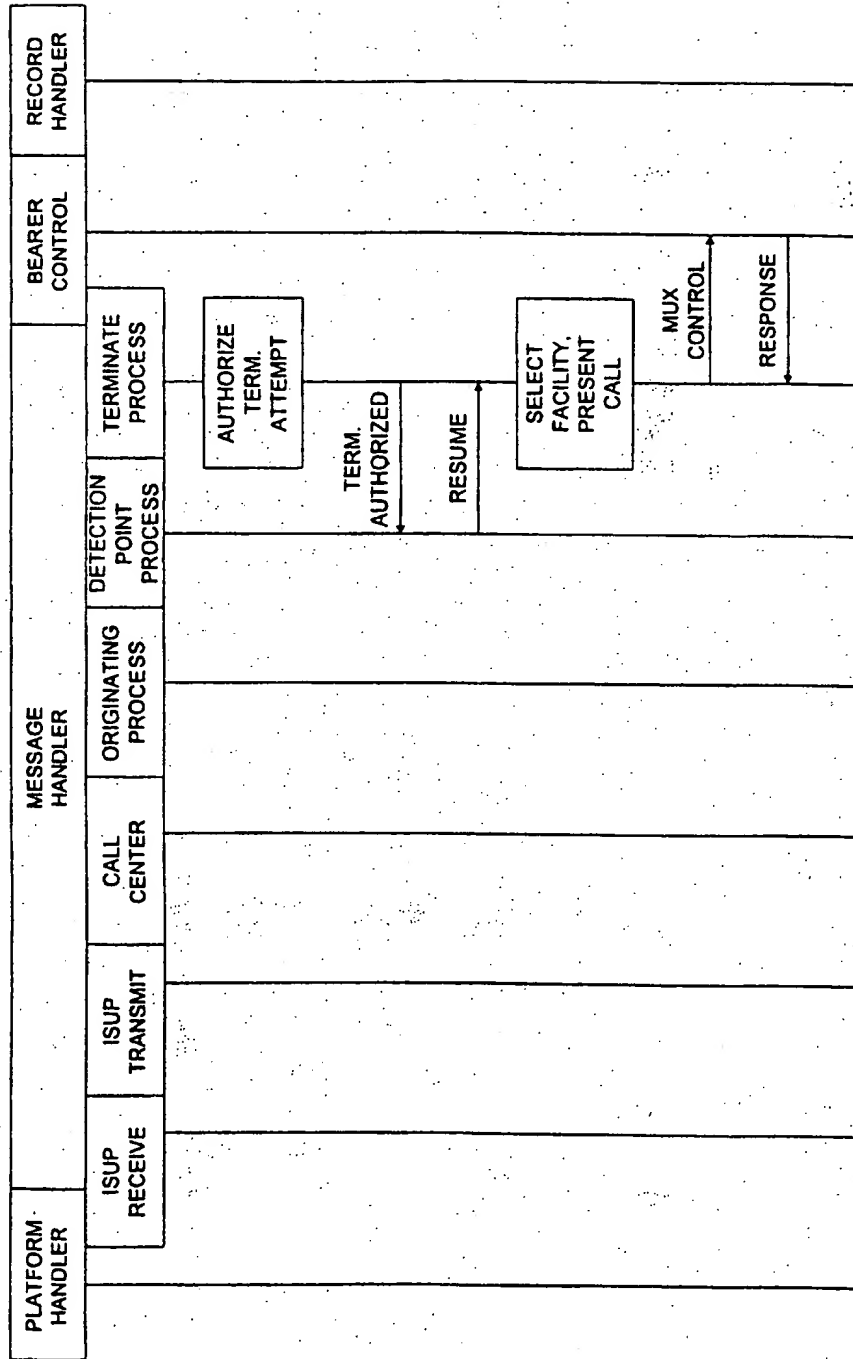 PLATFORM
HANDLER
MESSAGE
HANDLER
BEARER
CONTROL
RECORD
HANDLER
ISUP
RECEIVE
ISUP
TRANSMIT
CALL
CENTER
ORIGINATING
PROCESS
DETECTION
POINT
PROCESS
TERMINATE
PROCESS
AUTHORIZE
TERM.
ATTEMPT
TERM.
AUTHORIZED
RESUME
SELECT
FACILITY,
PRESENT
CALL
MUX
CONTROL
RESPONSE